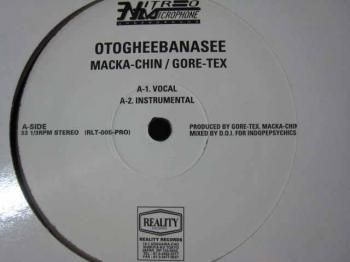 NITRO
MICROPHONE
UNDERGROUND
OTOGHEEBANASEE
MACKA-CHIN / GORE-TEX
A-1. VOCAL
A-2. INSTRUMENTAL
A-SIDE
33 1/3RPM STEREO (RLT-005-PRO)
PRODUCED BY GORE-TEX, MACKA-CHIN
MIXED BY D.O.I. FOR INDOPEPSYCHICS
REALITY
REALITY RECORDS